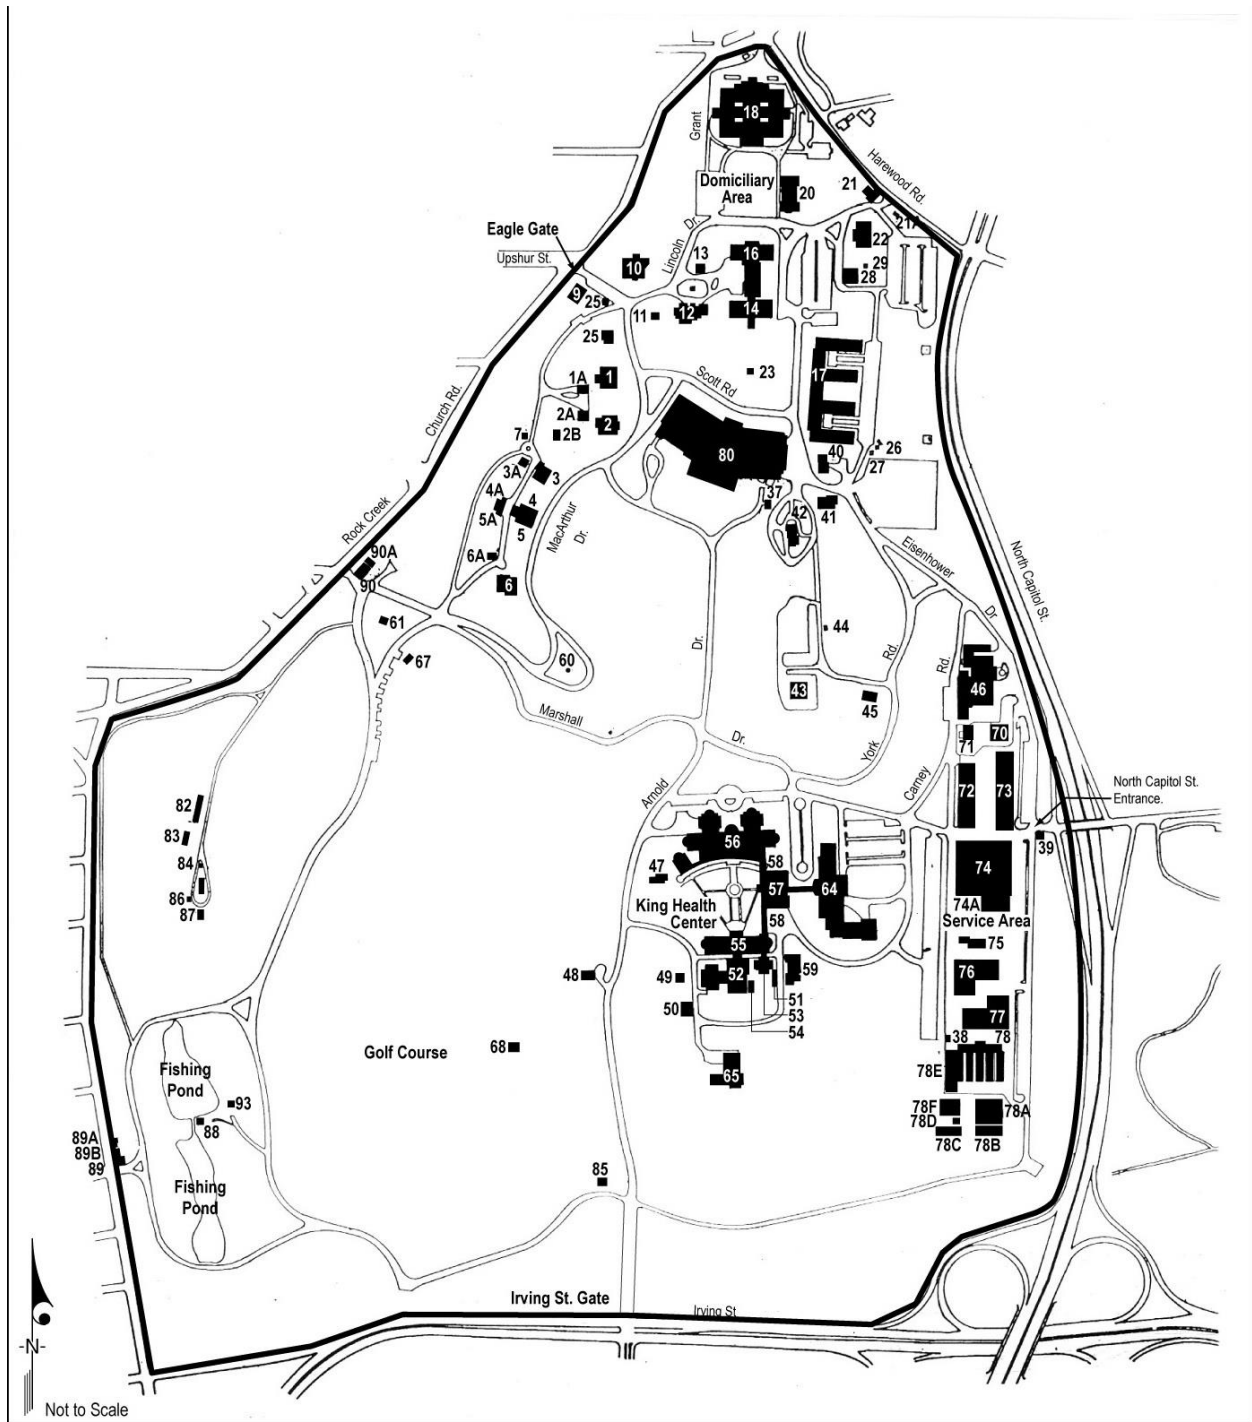 18
Grant
Harewood Rd.
Domiciliary
Area
20
21
21A
Eagle Gate
Upshur St.
Lincoln
Dr.
22
13
16
10
29
28
9
25
11
12
14
25
1A
1
23
17
Scott Rd
Church Rd.
2A
2
7
2B
26
80
40
27
3A
3
4A
4
37
42
41
5A
5
MacArthur
Dr.
Rock Creek
Eisenhower
Dr
North Capitol St.
90A
6A
90
6
61
44
Dr.
Rd.
Rd.
67
60
43
45
46
Marshall
Dr.
York
71
70
Arnold
Carney
72
73
North Capitol St.
Entrance.
82
83
56
39
84
47
58
57
64
74
86
King Health
Center
74A
87
58
Service Area
55
75
48
49
52
59
76
51
50
53
54
77
68
Golf Course
38
78
Fishing
Pond
65
78E
93
88
78F
78A
78D
89A
89B
89
78C
78B
85
Fishing
Pond
Irving St. Gate
Irving St
-N-
Not to Scale